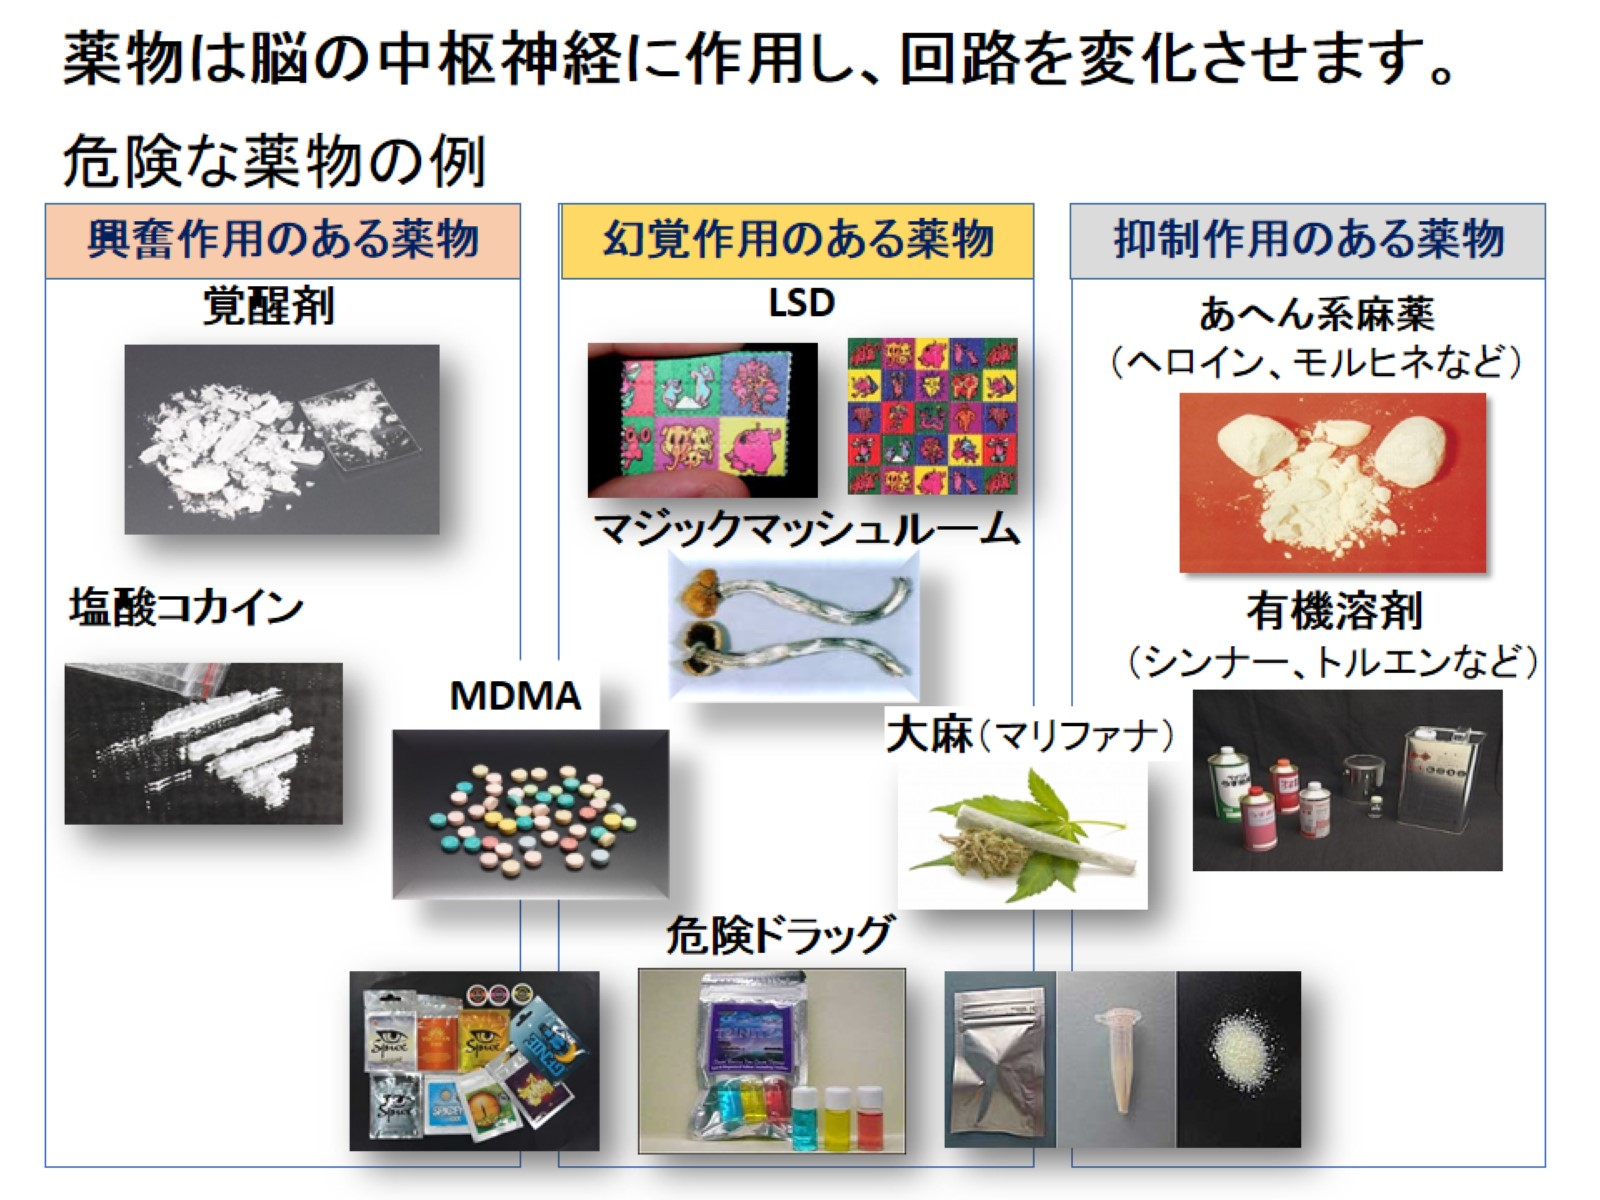 薬物は脳の中枢神経に作用し、回路を変化させます。
危険な薬物の例
興奮作用のある薬物
覚醒剤
塩酸コカイン
MDMA
幻覚作用のある薬物
LSD
マジックマッシュルーム
大麻（マリファナ）
抑制作用のある薬物
あへん系麻薬
（ヘロイン、モルヒネなど）
有機溶剤
（シンナー、トルエンなど）
危険ドラッグ
Spice
Spice
Spice
GENIE